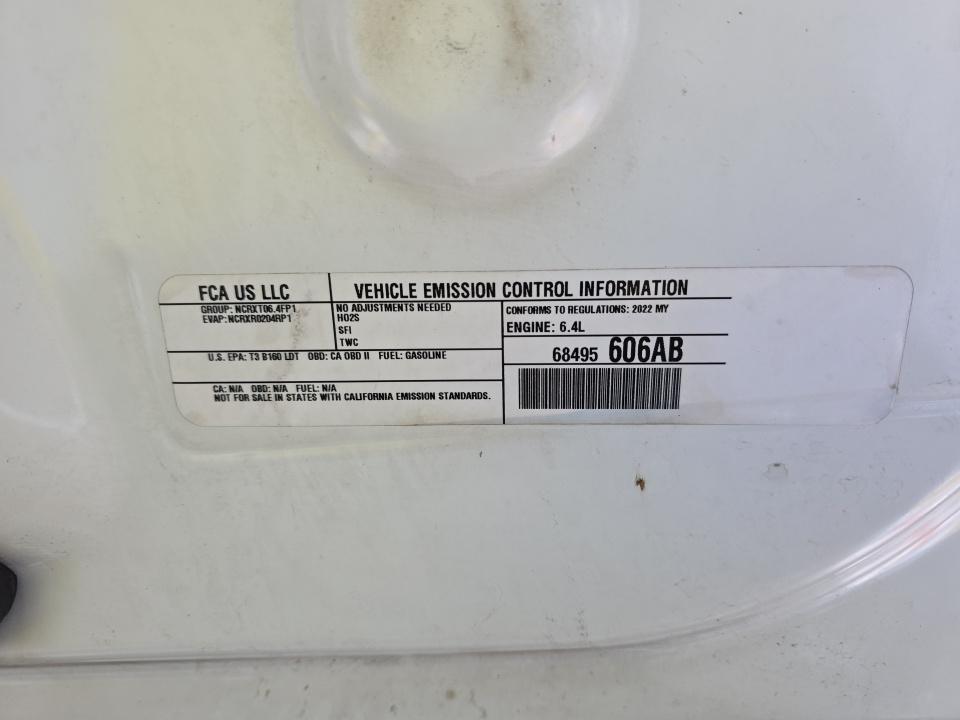 FCA US LLC
VEHICLE EMISSION CONTROL INFORMATION
GROUP: NCRXT06.4FP1
EVAP: NCRXR0204RP1
NO ADJUSTMENTS NEEDED
HO2S
SFI
TWC
CONFORMS TO REGULATIONS: 2022 MY
ENGINE: 6.4L
U.S. EPA: T3 B160 LDT OBD: CA OBD II FUEL: GASOLINE
68495 606AB
CA: N/A OBD: N/A FUEL: N/A
NOT FOR SALE IN STATES WITH CALIFORNIA EMISSION STANDARDS.